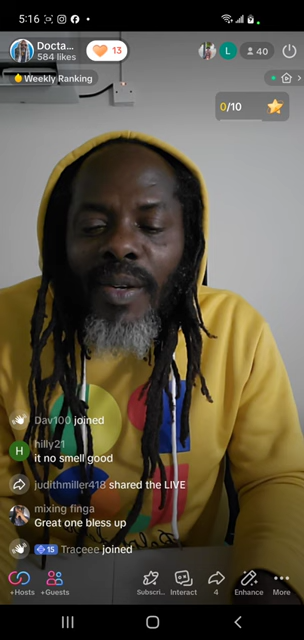 5:16
Docta...
584 likes
13
L
40
Weekly Ranking
0/10
Dav100 joined
H
hilly21
it no smell good
judithmiller418 shared the LIVE
mixing finga
Great one bless up
15 Traceee joined
+Hosts
+Guests
Subscri...
Interact
4
Enhance
More